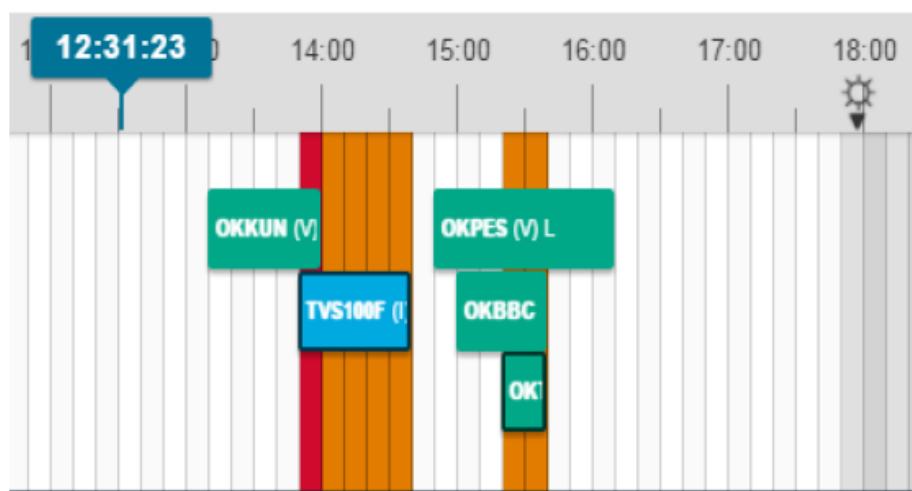 12:31:23 14:00 15:00 16:00 17:00 18:00
OKKUN (V) OKPES (V) L
TVS100F (I) OKBBC